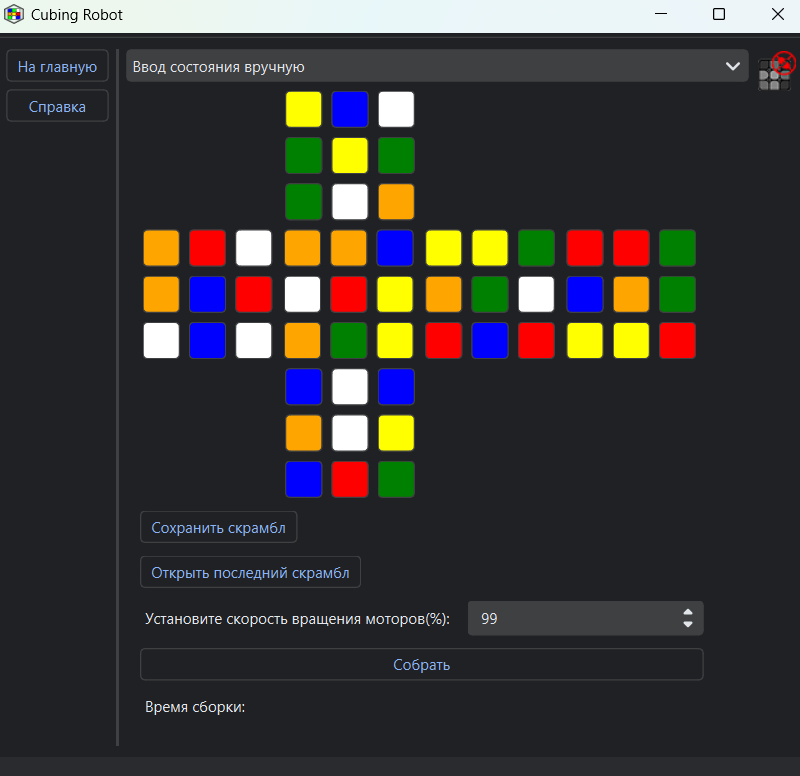 Cubing Robot
На главную
Ввод состояния вручную
Справка
Сохранить скрамбл
Открыть последний скрамбл
Установите скорость вращения моторов(%): 99
Собрать
Время сборки: